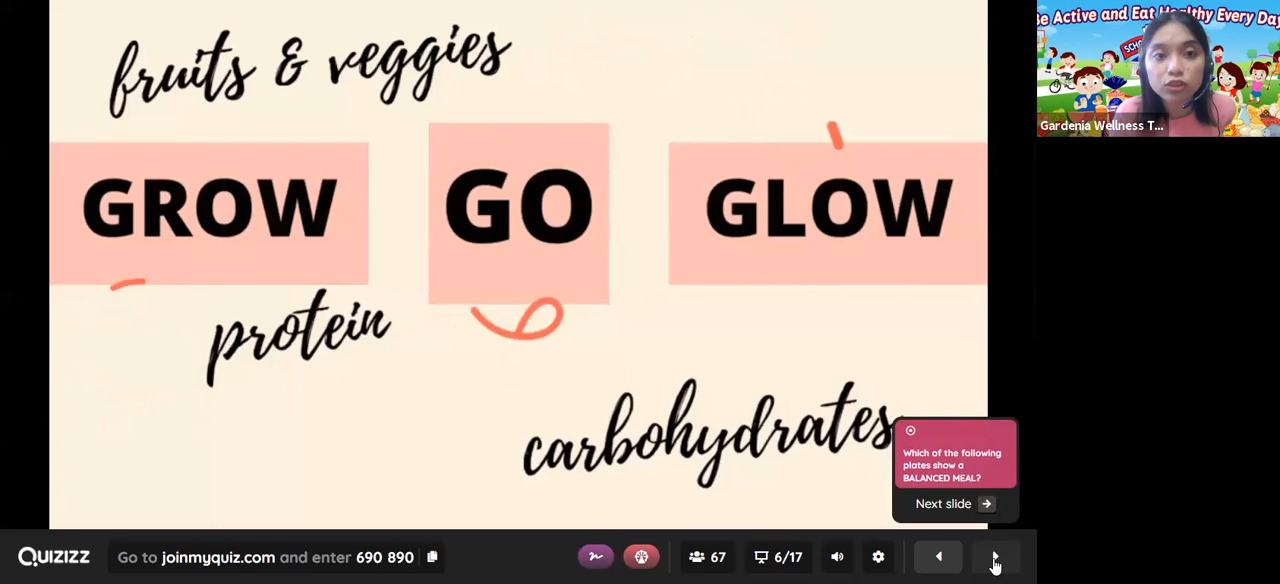 fruits & veggies
GROW
GO
GLOW
protein
carbohydrates
Be Active and Eat Healthy Every Day
Gardenia Wellness T...
Which of the following
plates show a
BALANCED MEAL?
Next slide
QUIZIZZ
Go to joinmyquiz.com and enter 690 890
67
6/17